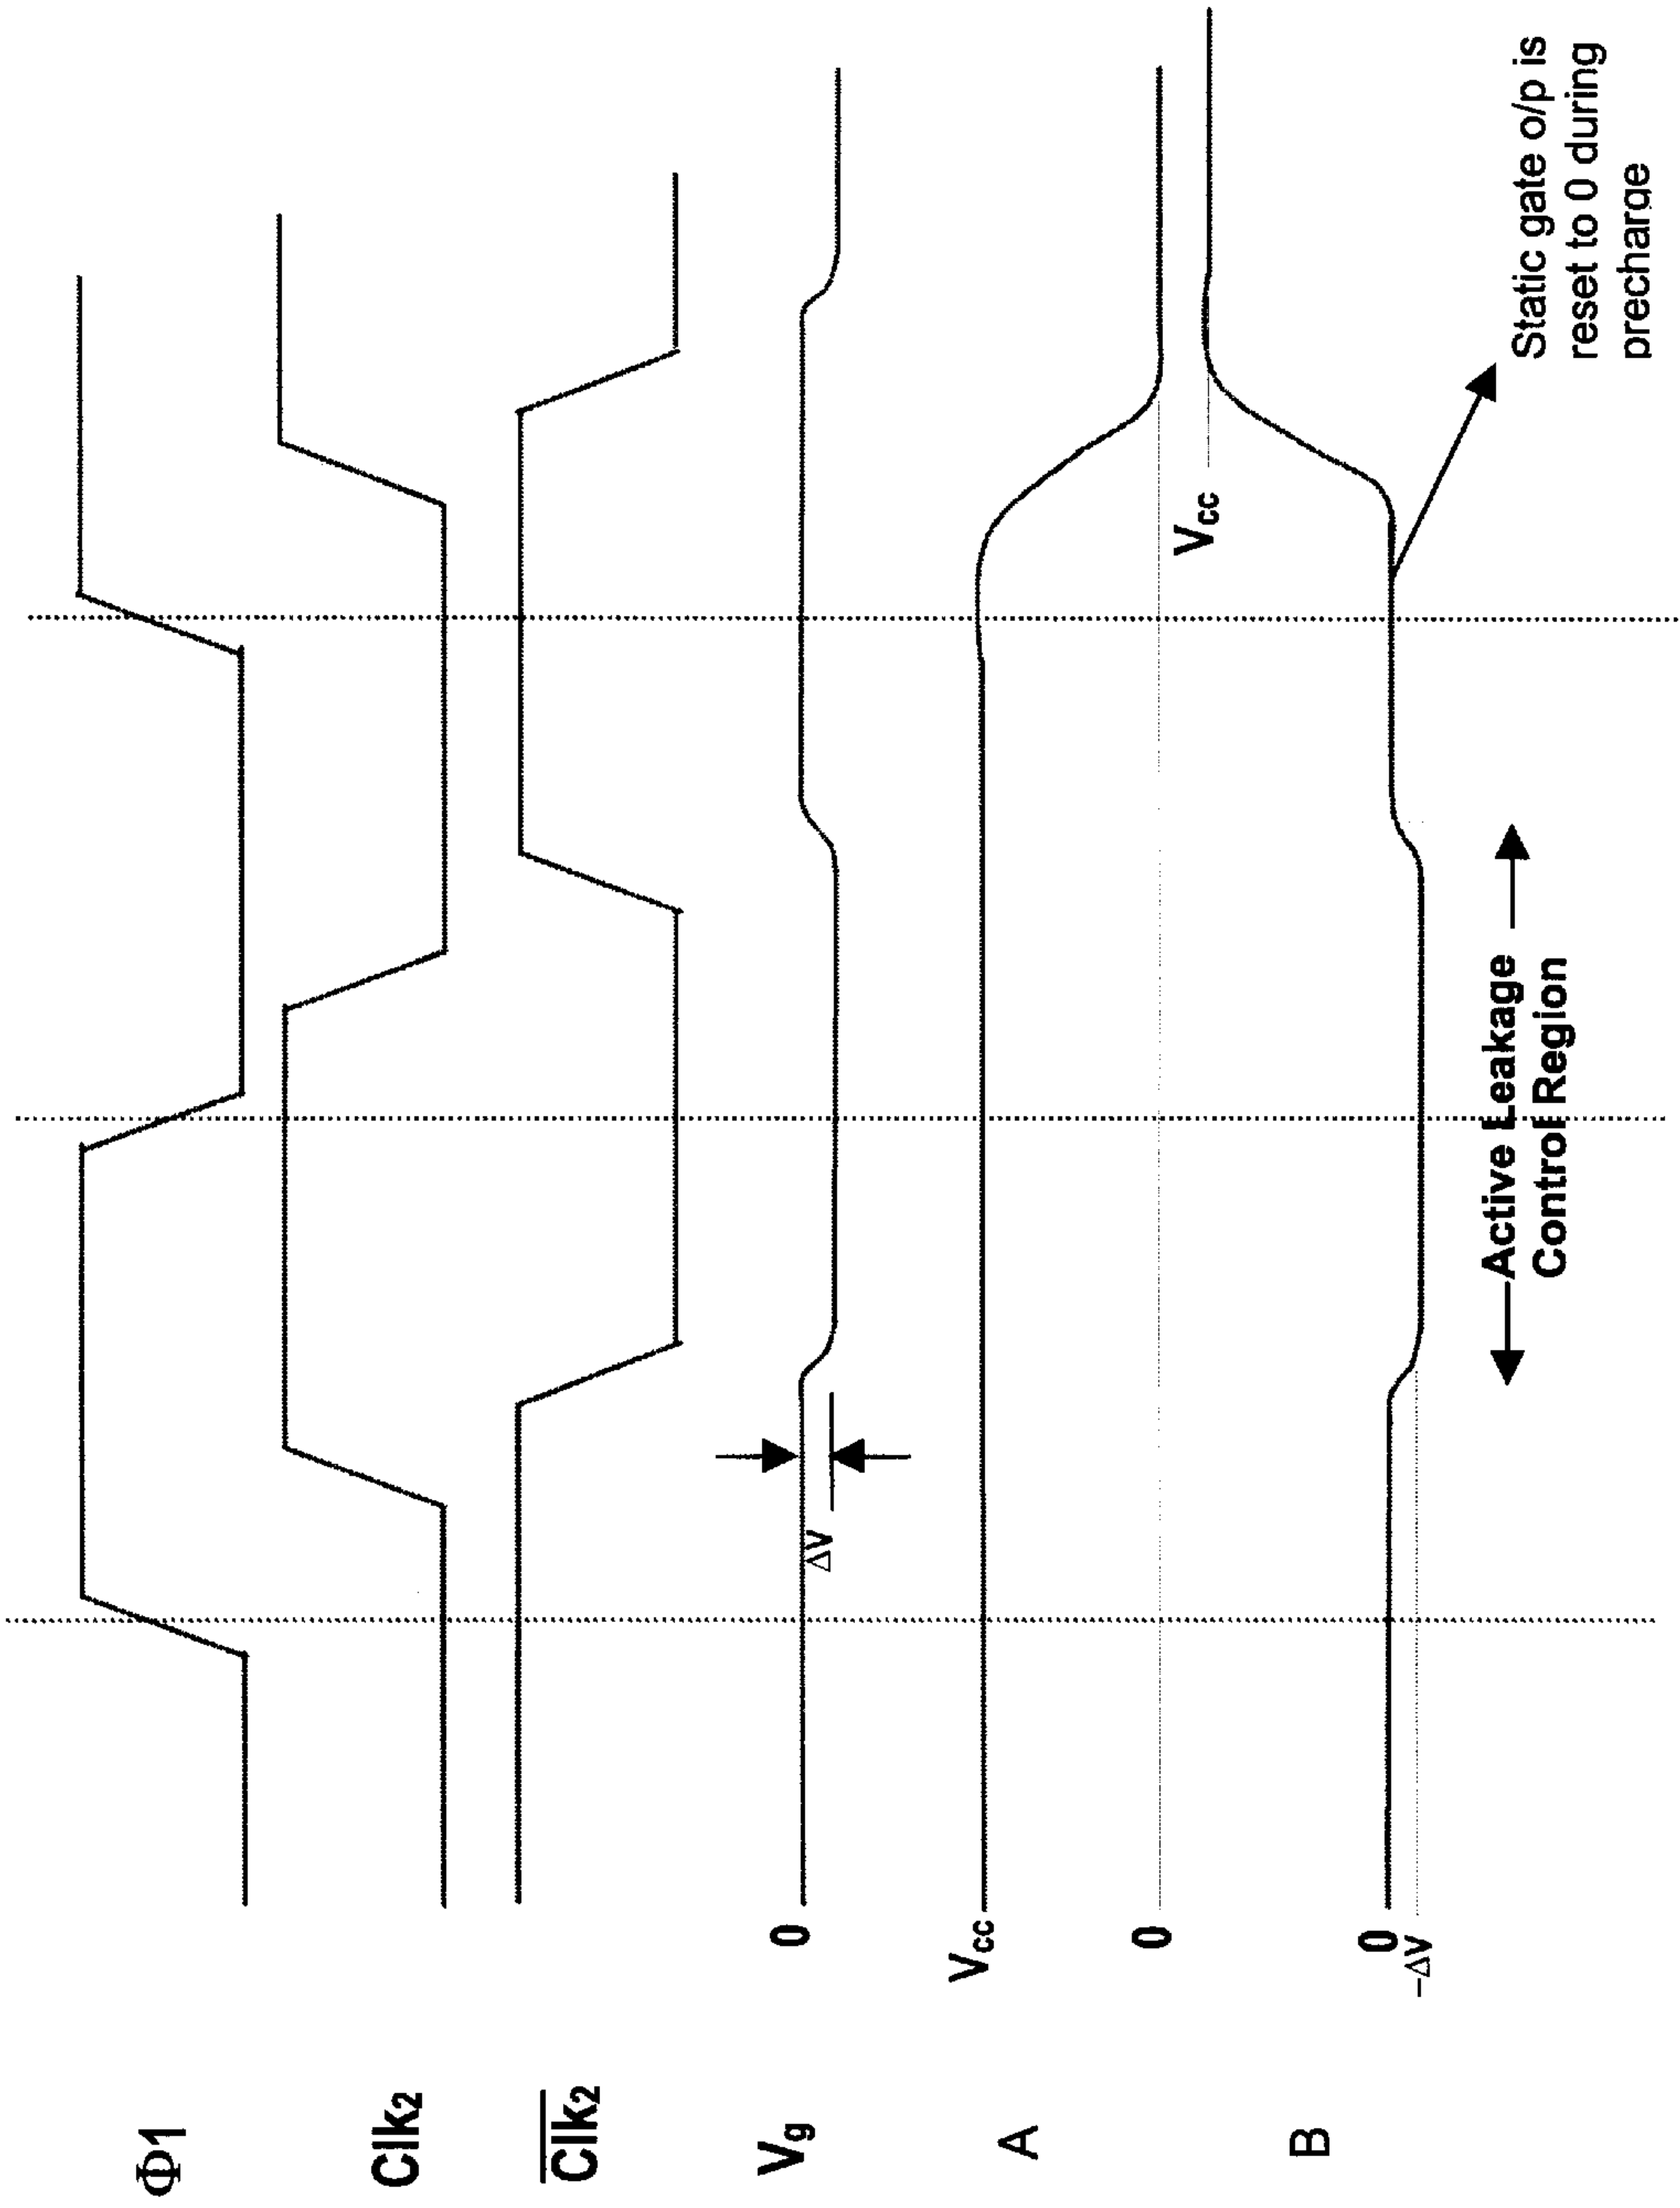 Φ1
Clk₂
C̅l̅k̅₂̅
Vg
0
ΔV
A
Vcc
0
Vcc
B
0
-ΔV
Active Leakage
Control Region
Static gate o/p is
reset to 0 during
precharge